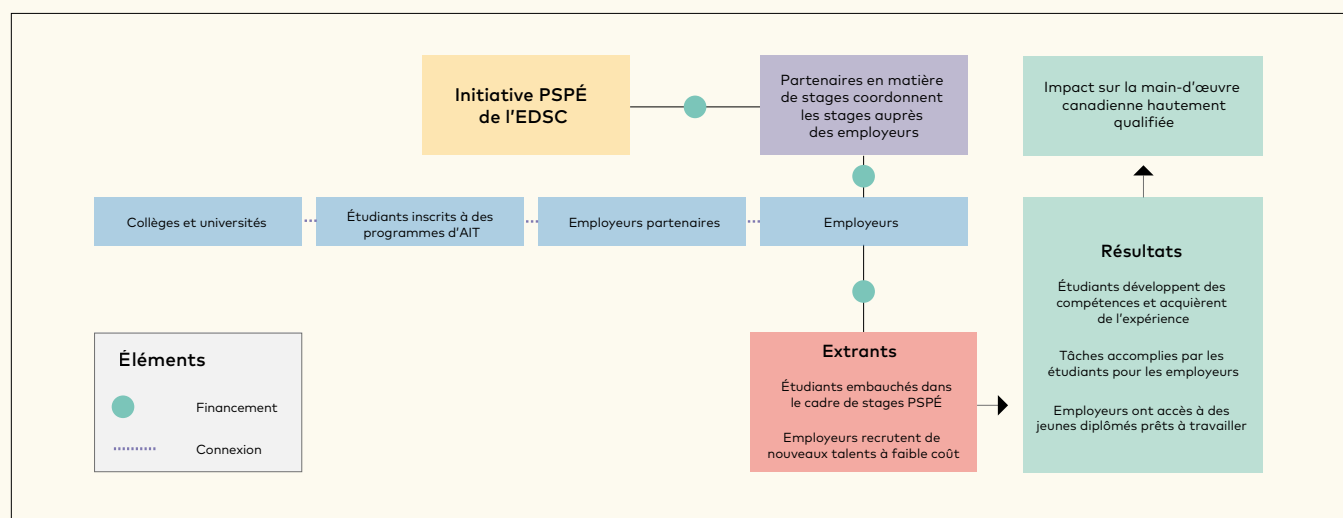 Initiative PSPÉ
de l'EDSC
Partenaires en matière
de stages coordonnent
les stages auprès
des employeurs
Impact sur la main-d'œuvre
canadienne hautement
qualifiée
Collèges et universités
Étudiants inscrits à des
programmes d'AIT
Employeurs partenaires
Employeurs
Résultats
Étudiants développent des
compétences et acquièrent
de l'expérience
Tâches accomplies par les
étudiants pour les employeurs
Employeurs ont accès à des
jeunes diplômés prêts à travailler
Extrants
Étudiants embauchés dans
le cadre de stages PSPÉ
Employeurs recrutent de
nouveaux talents à faible coût
Éléments
Financement
Connexion